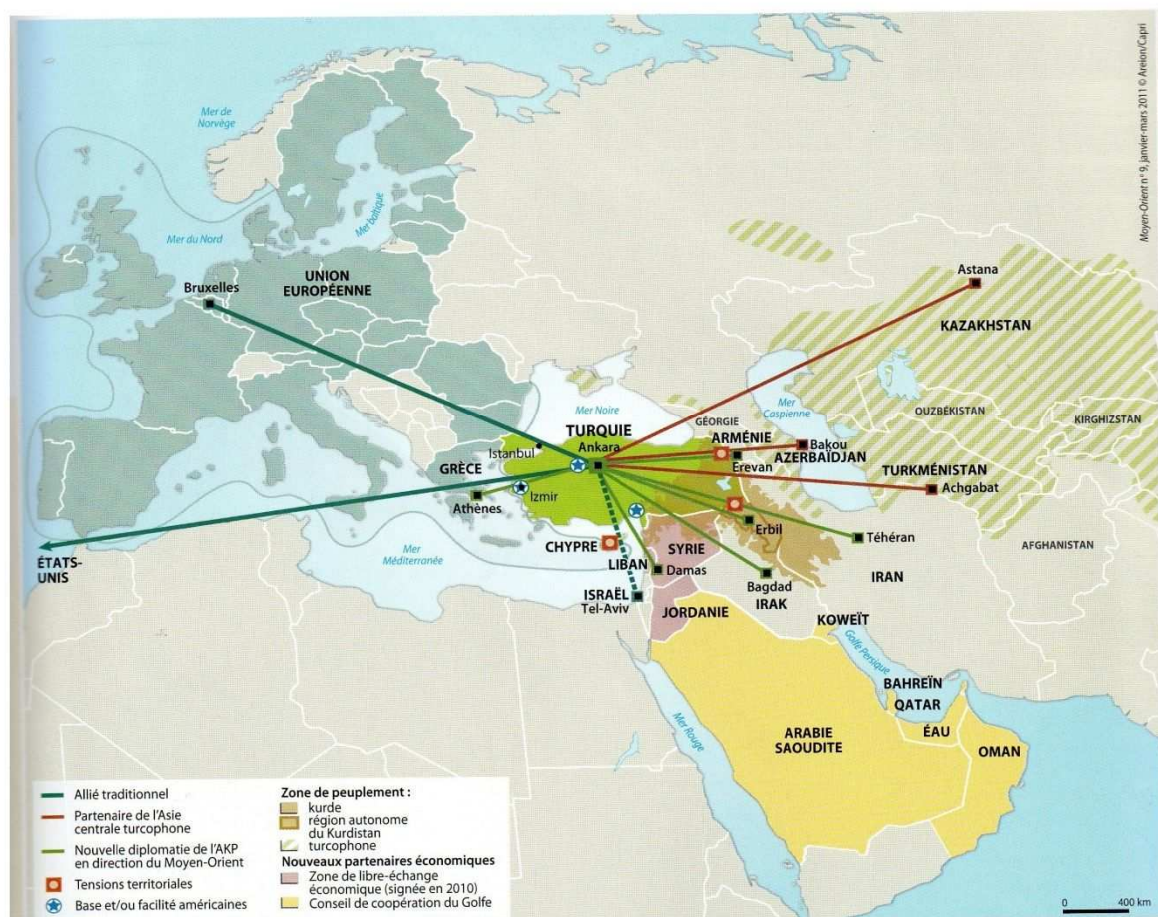 Moyen-Orient n° 9, janvier-mars 2011 © Areion/Capri
Mer de
Norvège
Mer du Nord
Mer baltique
UNION
EUROPÉENNE
Bruxelles
Astana
KAZAKHSTAN
Mer Noire
Mer
Caspienne
OUZBÉKISTAN
KIRGHIZSTAN
GÉORGIE
TURQUIE
Ankara
Istanbul
ARMÉNIE
Erevan
Bakou
AZERBAÏDJAN
TURKMÉNISTAN
Achgabat
GRÈCE
Athènes
Izmir
ÉTATS-
UNIS
Mer
Méditerranée
CHYPRE
LIBAN
SYRIE
Damas
Erbil
Téhéran
IRAN
AFGHANISTAN
Bagdad
IRAK
ISRAËL
Tel-Aviv
JORDANIE
KOWEÏT
Golfe Persique
BAHREÏN
QATAR
ÉAU
OMAN
ARABIE
SAOUDITE
Mer Rouge
Allié traditionnel
Partenaire de l'Asie
centrale turcophone
Nouvelle diplomatie de l'AKP
en direction du Moyen-Orient
Tensions territoriales
Base et/ou facilité américaines
Zone de peuplement :
kurde
région autonome
du Kurdistan
turcophone
Nouveaux partenaires économiques
Zone de libre-échange
économique (signée en 2010)
Conseil de coopération du Golfe
0 400 km